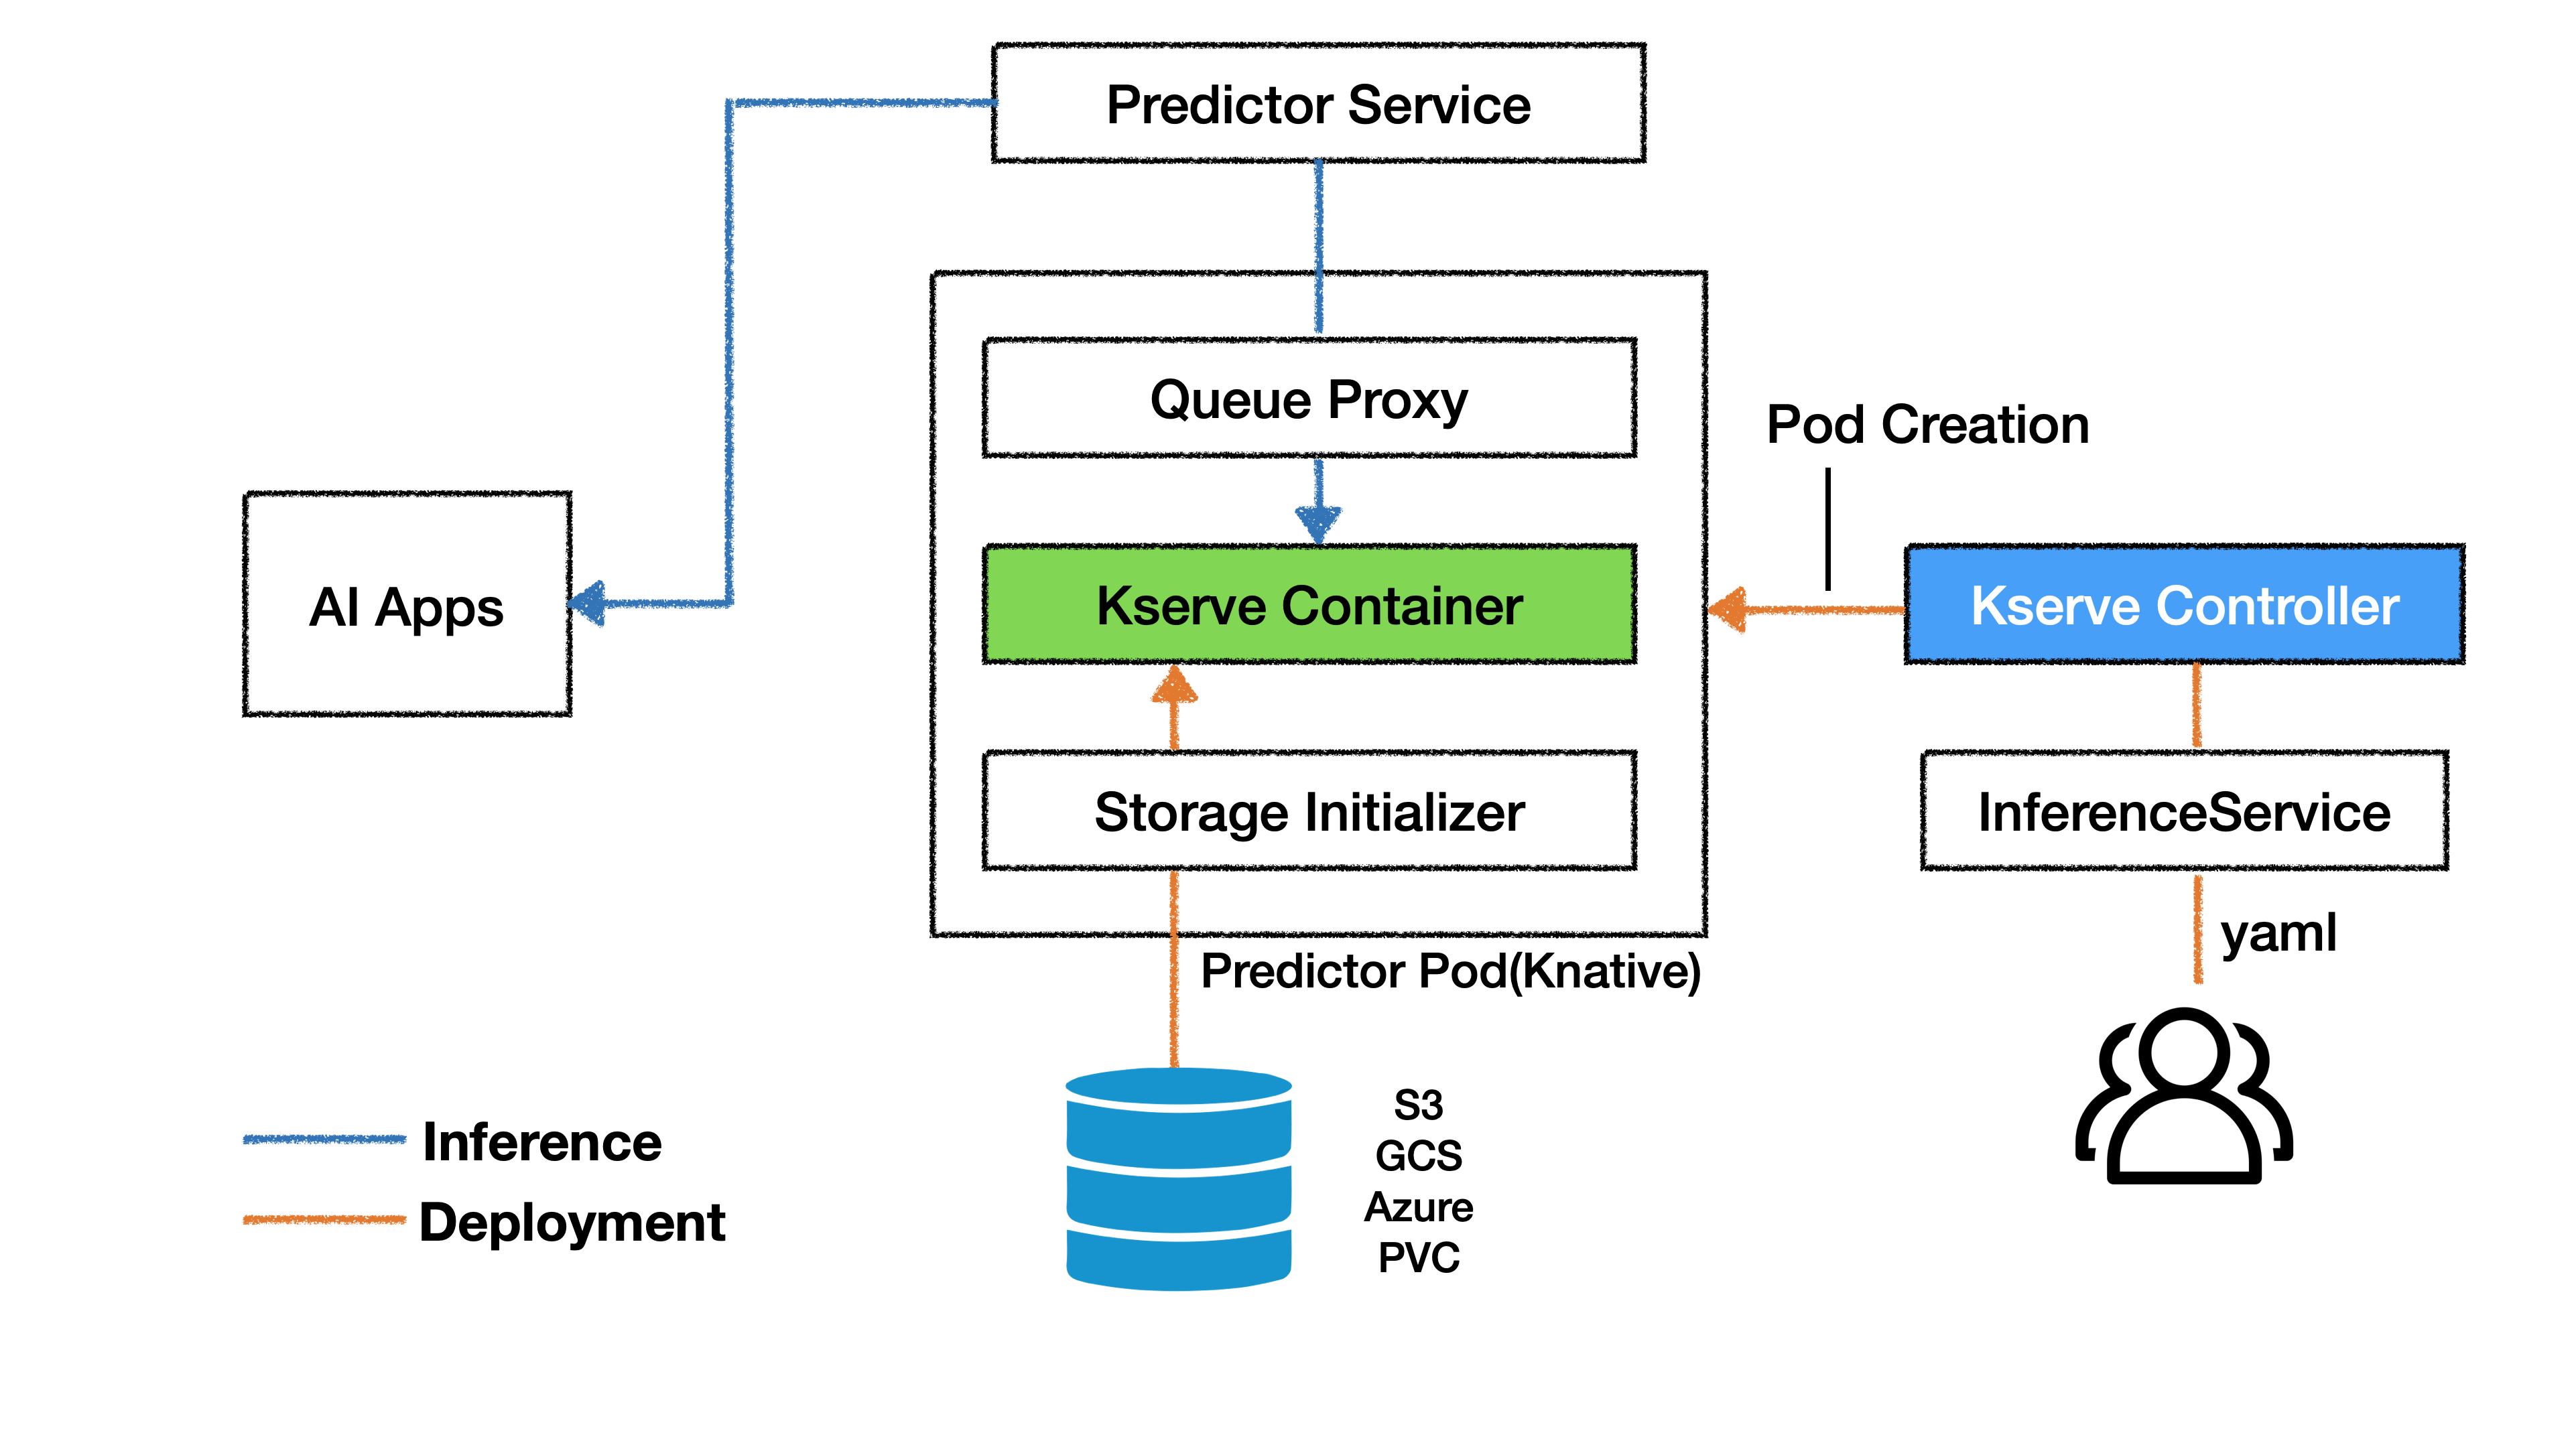 Predictor Service
Queue Proxy
Pod Creation
AI Apps
Kserve Container
Kserve Controller
Storage Initializer
InferenceService
yaml
Predictor Pod(Knative)
S3
GCS
Azure
PVC
Inference
Deployment